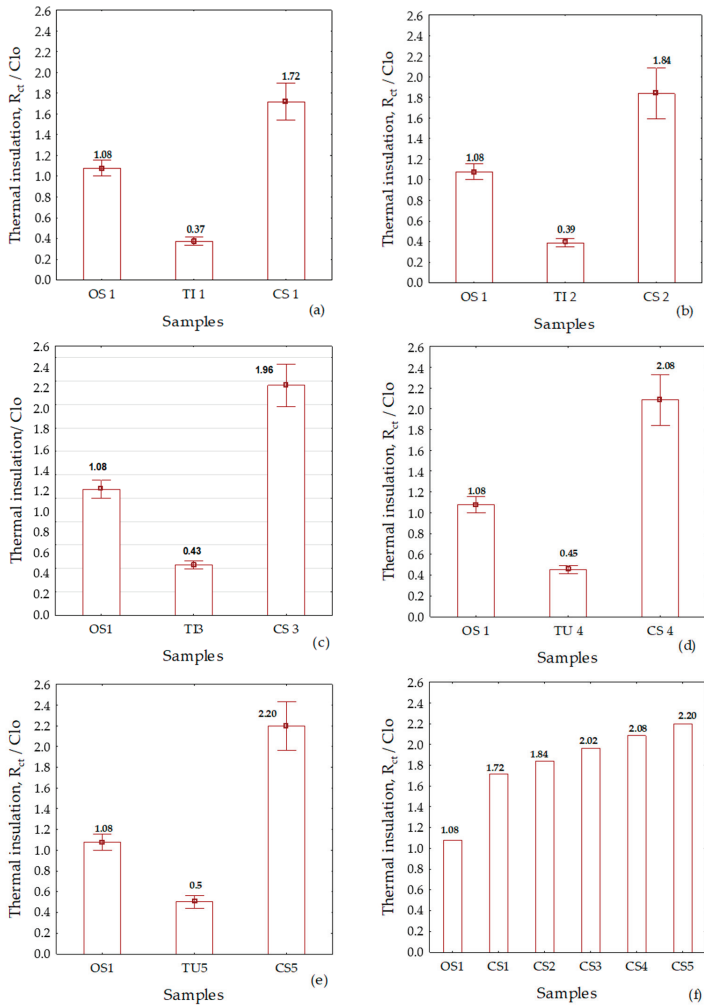 Thermal insulation, Rct / Clo
2.6
2.4
2.2
2.0
1.8
1.6
1.4
1.2
1.0
0.8
0.6
0.4
0.2
0.0
1.08
0.37
1.72
OS 1
TI 1
CS 1
Samples
(a)
Thermal insulation, Rct / Clo
2.6
2.4
2.2
2.0
1.8
1.6
1.4
1.2
1.0
0.8
0.6
0.4
0.2
0.0
1.08
0.39
1.84
OS 1
TI 2
CS 2
Samples
(b)
Thermal insulation/ Clo
2.6
2.4
2.2
2.0
1.8
1.6
1.4
1.2
1.0
0.8
0.6
0.4
0.2
0.0
1.08
0.43
1.96
OS1
TI3
CS 3
Samples
(c)
Thermal insulation, Rct / Clo
2.6
2.4
2.2
2.0
1.8
1.6
1.4
1.2
1.0
0.8
0.6
0.4
0.2
0.0
1.08
0.45
2.08
OS 1
TU 4
CS 4
Samples
(d)
Thermal insulation, Rct / Clo
2.6
2.4
2.2
2.0
1.8
1.6
1.4
1.2
1.0
0.8
0.6
0.4
0.2
0.0
1.08
0.5
2.20
OS1
TU5
CS5
Samples
(e)
Thermal insulation, Rct / Clo
2.6
2.4
2.2
2.0
1.8
1.6
1.4
1.2
1.0
0.8
0.6
0.4
0.2
0.0
1.08
1.72
1.84
2.02
2.08
2.20
OS1
CS1
CS2
CS3
CS4
CS5
Samples
(f)